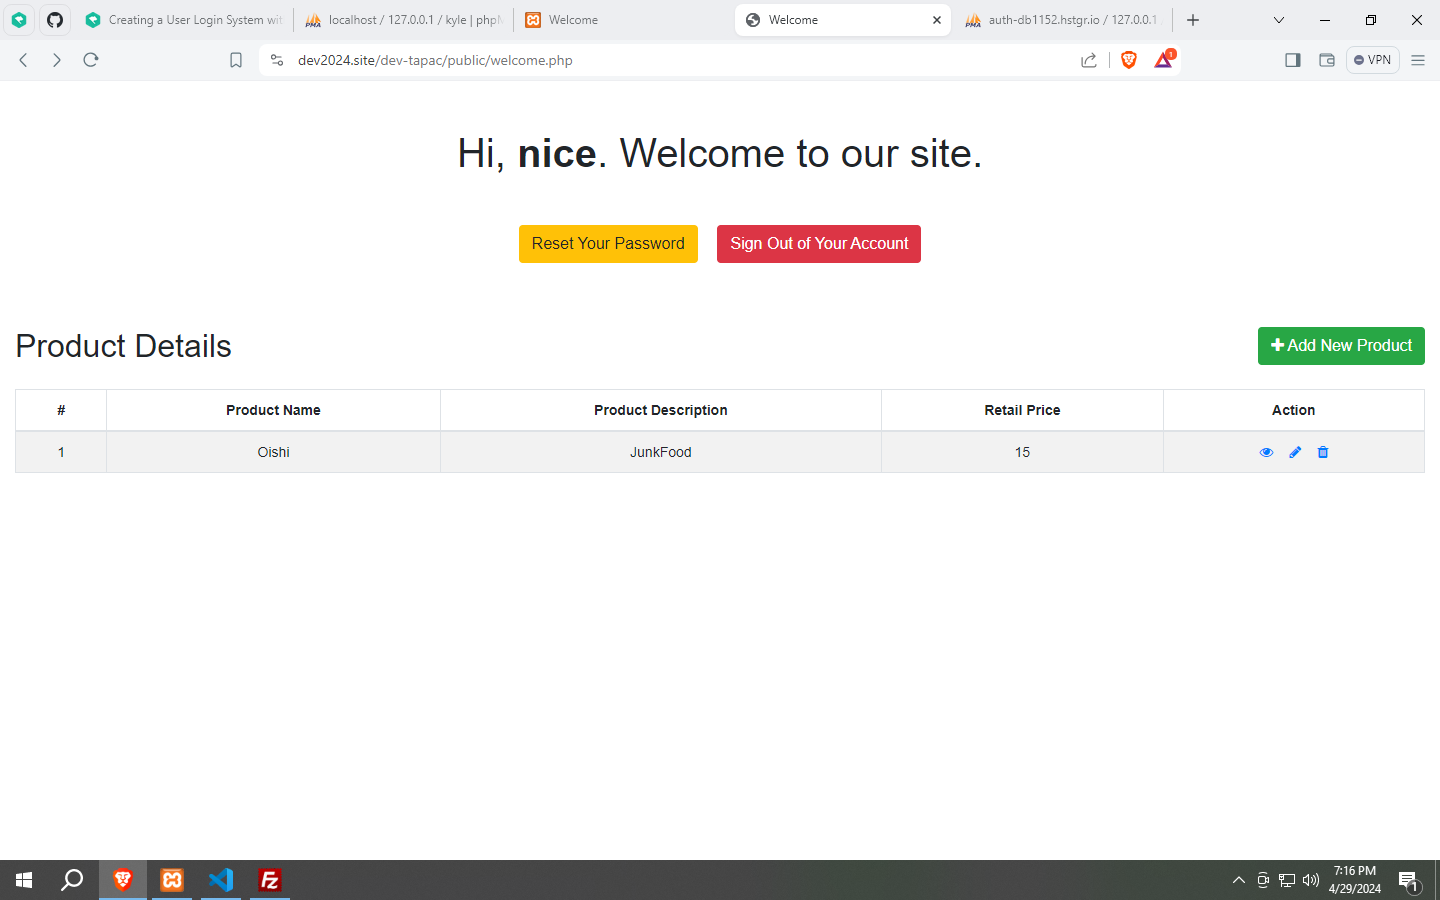 Creating a User Login System wit
localhost / 127.0.0.1 / kyle | phpM
Welcome
Welcome
auth-db1152.hstgr.io / 127.0.0.1
dev2024.site/dev-tapac/public/welcome.php
1
VPN
Hi, nice. Welcome to our site.
Reset Your Password
Sign Out of Your Account
Product Details
Add New Product
# Product Name Product Description Retail Price Action
1 Oishi JunkFood 15
7:16 PM
4/29/2024
1